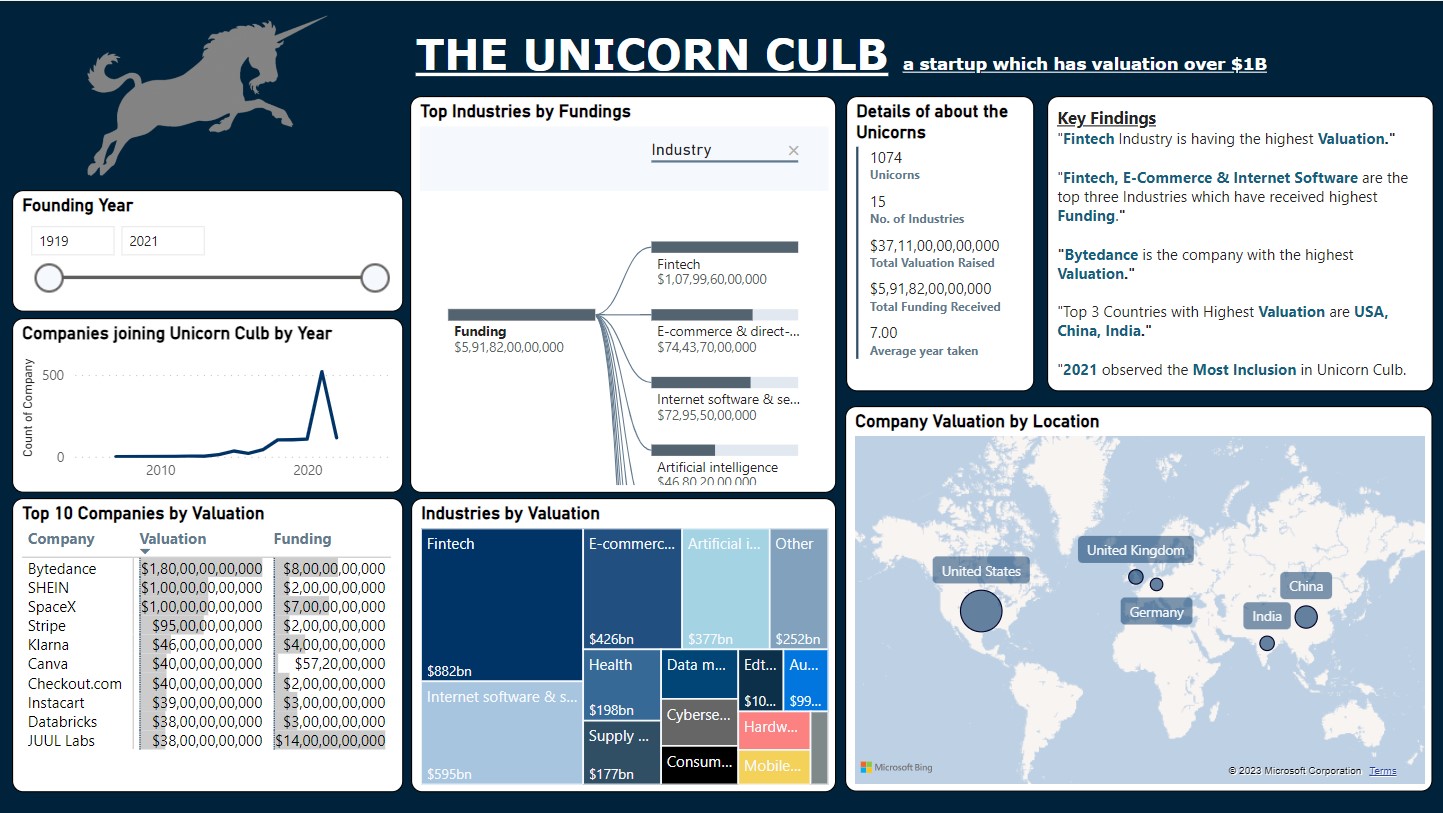 THE UNICORN CULB a startup which has valuation over $1B
Founding Year
1919 2021
Companies joining Unicorn Culb by Year
Count of Company
500
0
2010 2020
Top 10 Companies by Valuation
Company Valuation Funding
Bytedance $1,80,00,00,00,000 $8,00,00,00,000
SHEIN $1,00,00,00,00,000 $2,00,00,00,000
SpaceX $1,00,00,00,00,000 $7,00,00,00,000
Stripe $95,00,00,00,000 $2,00,00,00,000
Klarna $46,00,00,00,000 $4,00,00,00,000
Canva $40,00,00,00,000 $57,20,00,000
Checkout.com $40,00,00,00,000 $2,00,00,00,000
Instacart $39,00,00,00,000 $3,00,00,00,000
Databricks $38,00,00,00,000 $3,00,00,00,000
JUUL Labs $38,00,00,00,000 $14,00,00,00,000
Top Industries by Fundings
Industry
Funding
$5,91,82,00,00,000
Fintech
$1,07,99,60,00,000
E-commerce & direct-...
$74,43,70,00,000
Internet software & se...
$72,95,50,00,000
Artificial intelligence
$46,80,20,00,000
Industries by Valuation
Fintech
$882bn
Internet software & s...
$595bn
E-commerc...
$426bn
Artificial i...
$377bn
Other
$252bn
Health
$198bn
Supply ...
$177bn
Data m...
Cyberse...
Consum...
Edt...
$10...
Au...
$99...
Hardw...
Mobile...
Details of about the
Unicorns
1074
Unicorns
15
No. of Industries
$37,11,00,00,00,000
Total Valuation Raised
$5,91,82,00,00,000
Total Funding Received
7.00
Average year taken
Key Findings
"Fintech Industry is having the highest Valuation."
"Fintech, E-Commerce & Internet Software are the
top three Industries which have received highest
Funding."
"Bytedance is the company with the highest
Valuation."
"Top 3 Countries with Highest Valuation are USA,
China, India."
"2021 observed the Most Inclusion in Unicorn Culb.
Company Valuation by Location
United States
United Kingdom
Germany
China
India
Microsoft Bing
© 2023 Microsoft Corporation Terms